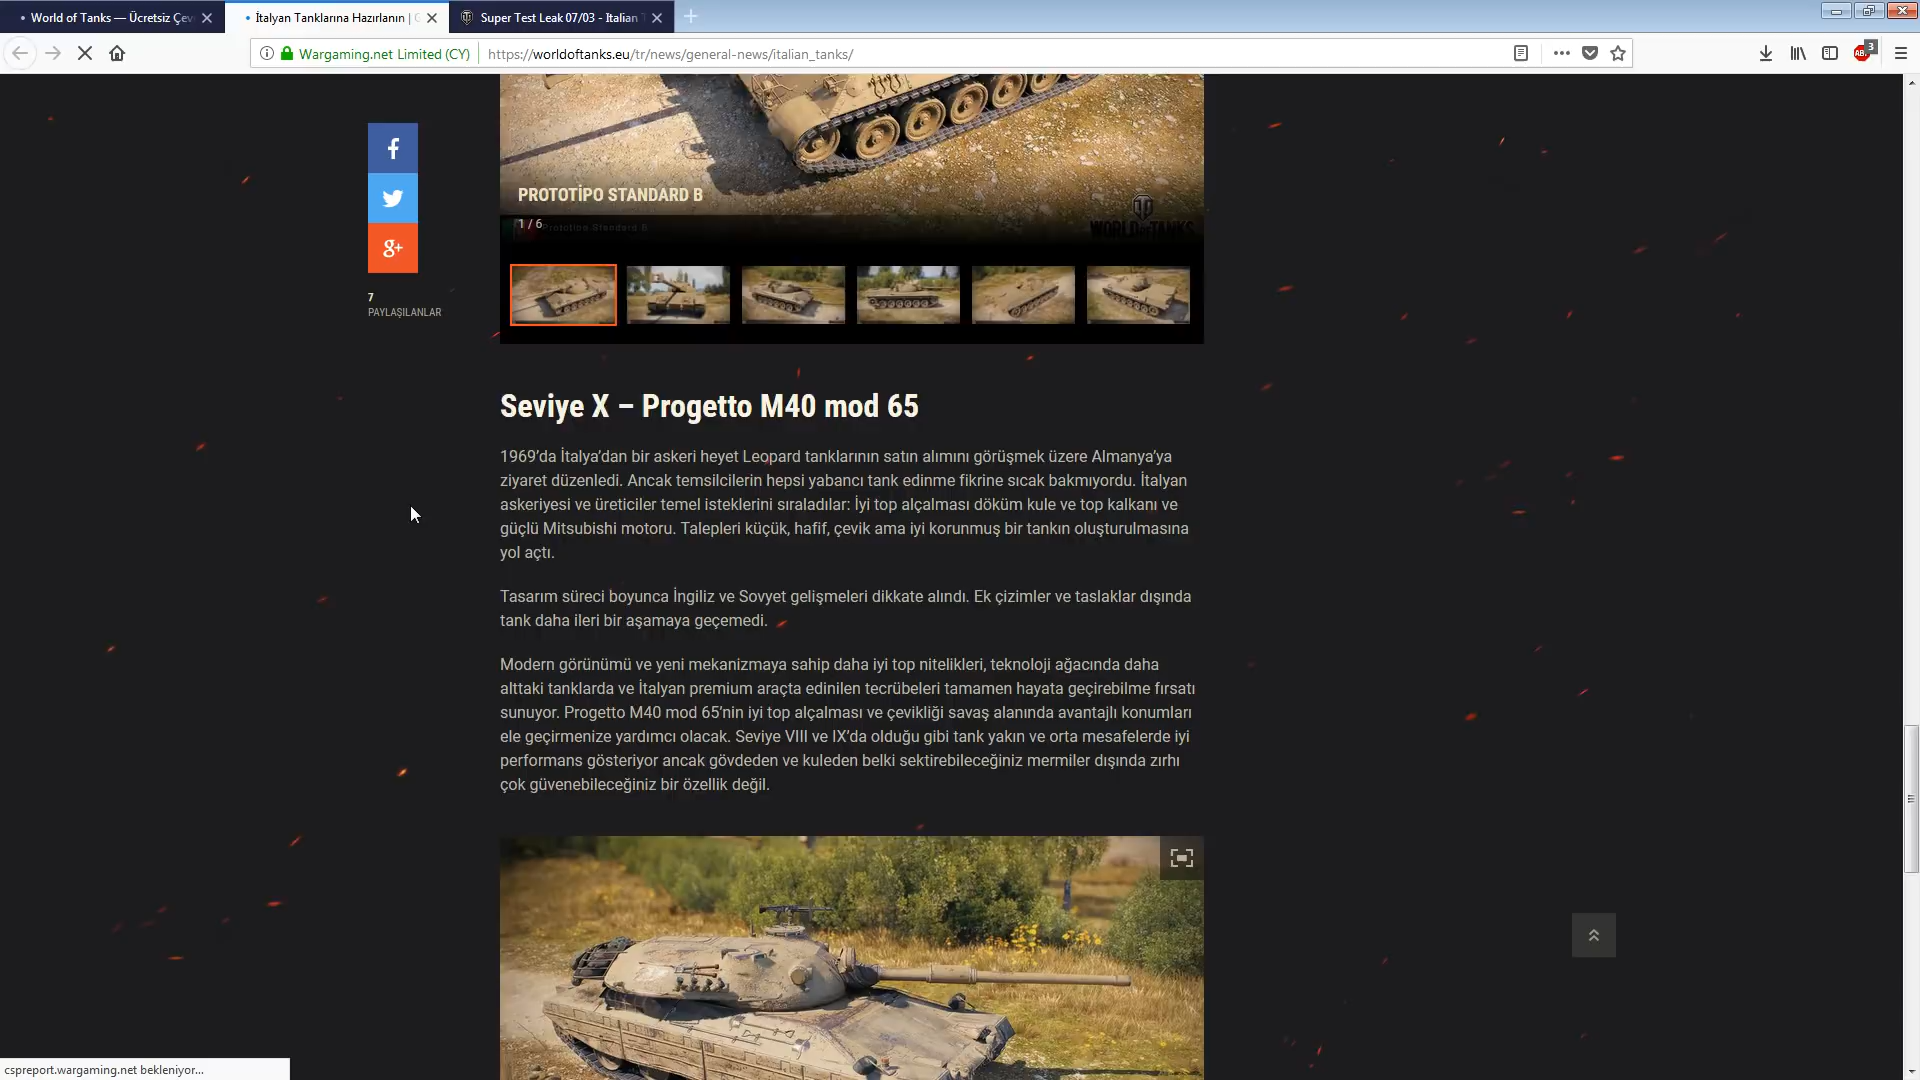 World of Tanks — Ücretsiz Çev
İtalyan Tanklarına Hazırlanın | G
Super Test Leak 07/03 - Italian T
Wargaming.net Limited (CY)
https://worldoftanks.eu/tr/news/general-news/italian_tanks/
3
PROTOTİPO STANDARD B
1 / 6
Prototipo Standard B
WORLD OF TANKS
7
PAYLAŞILANLAR
Seviye X – Progetto M40 mod 65
1969’da İtalya’dan bir askeri heyet Leopard tanklarının satın alımını görüşmek üzere Almanya’ya
ziyaret düzenledi. Ancak temsilcilerin hepsi yabancı tank edinme fikrine sıcak bakmıyordu. İtalyan
askeriyesi ve üreticiler temel isteklerini sıraladılar: İyi top alçalması döküm kule ve top kalkanı ve
güçlü Mitsubishi motoru. Talepleri küçük, hafif, çevik ama iyi korunmuş bir tankın oluşturulmasına
yol açtı.
Tasarım süreci boyunca İngiliz ve Sovyet gelişmeleri dikkate alındı. Ek çizimler ve taslaklar dışında
tank daha ileri bir aşamaya geçemedi.
Modern görünümü ve yeni mekanizmaya sahip daha iyi top nitelikleri, teknoloji ağacında daha
alttaki tanklarda ve İtalyan premium araçta edinilen tecrübeleri tamamen hayata geçirebilme fırsatı
sunuyor. Progetto M40 mod 65’nin iyi top alçalması ve çevikliği savaş alanında avantajlı konumları
ele geçirmenize yardımcı olacak. Seviye VIII ve IX’da olduğu gibi tank yakın ve orta mesafelerde iyi
performans gösteriyor ancak gövdeden ve kuleden belki sektirebileceğiniz mermiler dışında zırhı
çok güvenebileceğiniz bir özellik değil.
cspreport.wargaming.net bekleniyor...